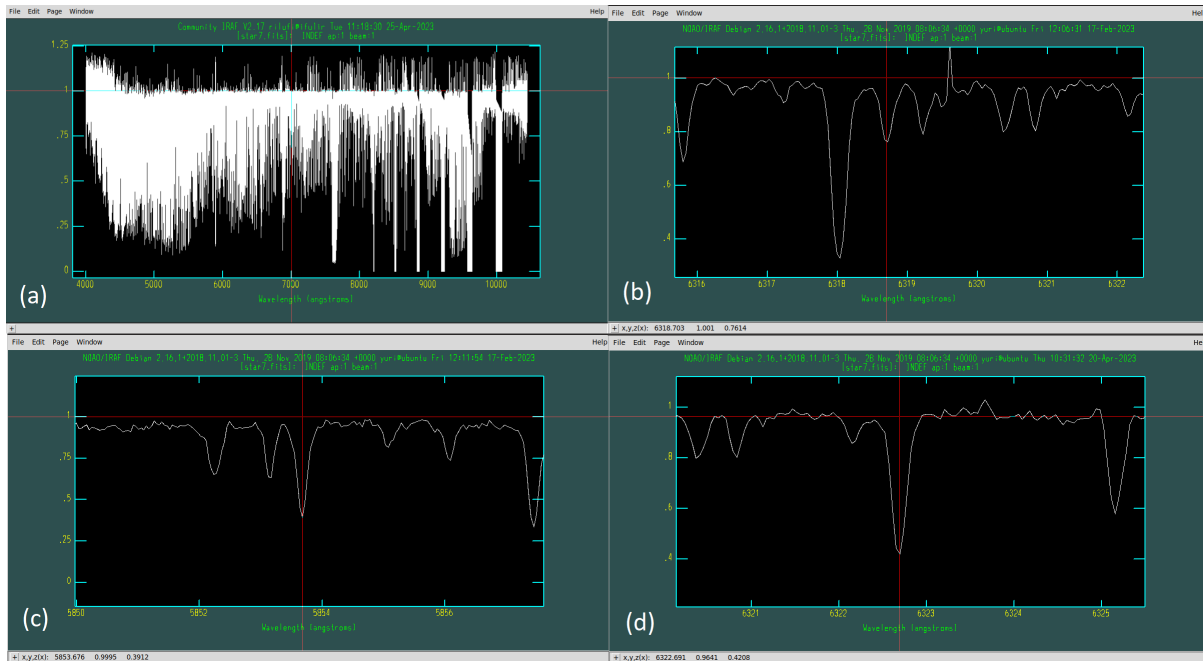 File Edit Page Window Help
Community IRAF V2.17 rilufi@ifulir Tue 11:18:30 25-Apr-2023
[star7.fits]: INDEF ap:1 beam:1
1.25
1
.75
.5
.25
0
4000 5000 6000 7000 8000 9000 10000
Wavelength (angstroms)
(a)
+
File Edit Page Window Hel
NOAO/IRAF Debian 2.16.1+2018.11.01-3 Thu, 28 Nov 2019 08:06:34 +0000 yuri@ubuntu Fri 12:06:31 17-Feb-2023
[star7.fits]: INDEF ap:1 beam:1
1
.8
.6
.4
6316 6317 6318 6319 6320 6321 6322
Wavelength (angstroms)
(b)
+ x,y,z(x): 6318.703 1.001 0.7614
File Edit Page Window Help
NOAO/IRAF Debian 2.16.1+2018.11.01-3 Thu, 28 Nov 2019 08:06:34 +0000 yuri@ubuntu Fri 12:11:54 17-Feb-2023
[star7.fits]: INDEF ap:1 beam:1
1
.75
.5
.25
0
5850 5852 5854 5856
Wavelength (angstroms)
(c)
+ x,y,z(x): 5853.676 0.9995 0.3912
File Edit Page Window Hel
NOAO/IRAF Debian 2.16.1+2018.11.01-3 Thu, 28 Nov 2019 08:06:34 +0000 yuri@ubuntu Thu 10:31:32 20-Apr-2023
[star7.fits]: INDEF ap:1 beam:1
1
.8
.6
.4
6321 6322 6323 6324 6325
Wavelength (angstroms)
(d)
+ x,y,z(x): 6322.691 0.9641 0.4208